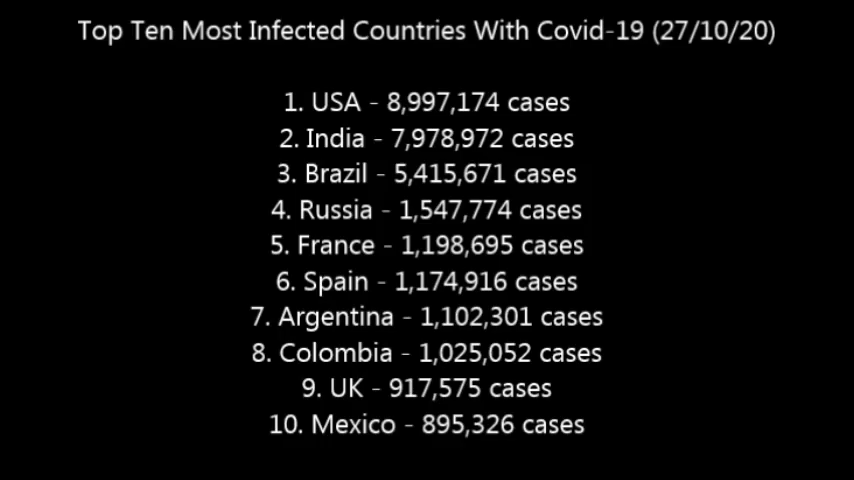 Top Ten Most Infected Countries With Covid-19 (27/10/20)
1. USA - 8,997,174 cases
2. India - 7,978,972 cases
3. Brazil - 5,415,671 cases
4. Russia - 1,547,774 cases
5. France - 1,198,695 cases
6. Spain - 1,174,916 cases
7. Argentina - 1,102,301 cases
8. Colombia - 1,025,052 cases
9. UK - 917,575 cases
10. Mexico - 895,326 cases